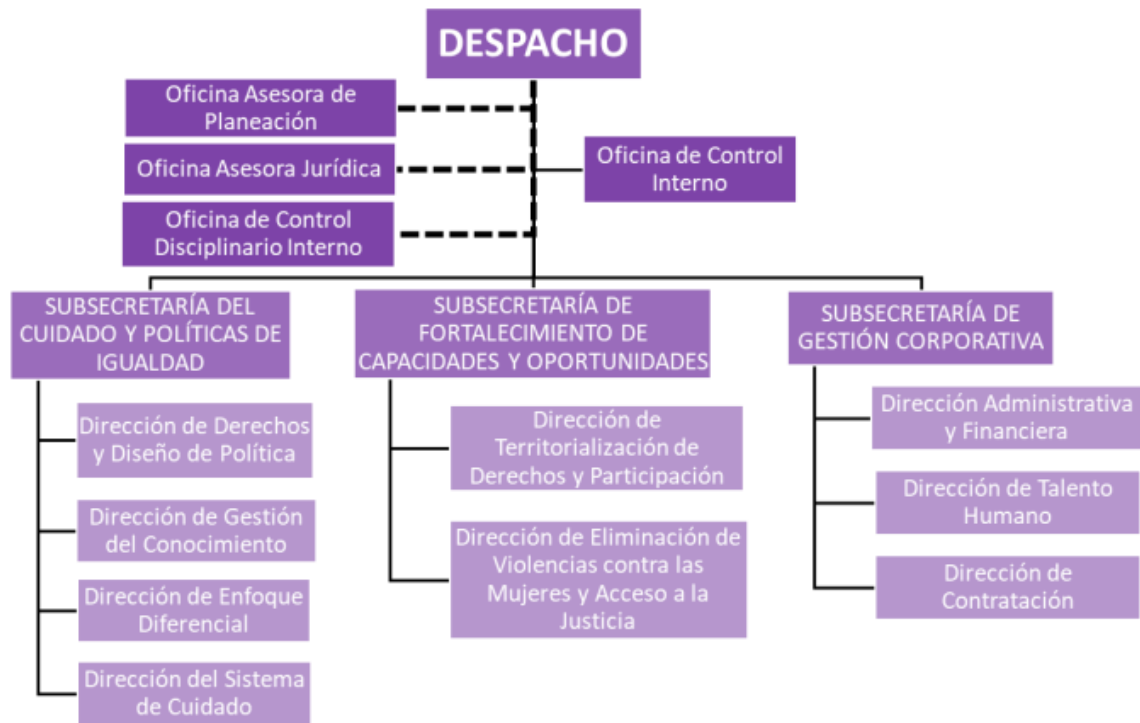 DESPACHO
Oficina Asesora de
Planeación
Oficina Asesora Jurídica
Oficina de Control
Disciplinario Interno
Oficina de Control
Interno
SUBSECRETARÍA DEL
CUIDADO Y POLÍTICAS DE
IGUALDAD
Dirección de Derechos
y Diseño de Política
Dirección de Gestión
del Conocimiento
Dirección de Enfoque
Diferencial
Dirección del Sistema
de Cuidado
SUBSECRETARÍA DE
FORTALECIMIENTO DE
CAPACIDADES Y OPORTUNIDADES
Dirección de
Territorialización de
Derechos y Participación
Dirección de Eliminación de
Violencias contra las
Mujeres y Acceso a la
Justicia
SUBSECRETARÍA DE
GESTIÓN CORPORATIVA
Dirección Administrativa
y Financiera
Dirección de Talento
Humano
Dirección de
Contratación